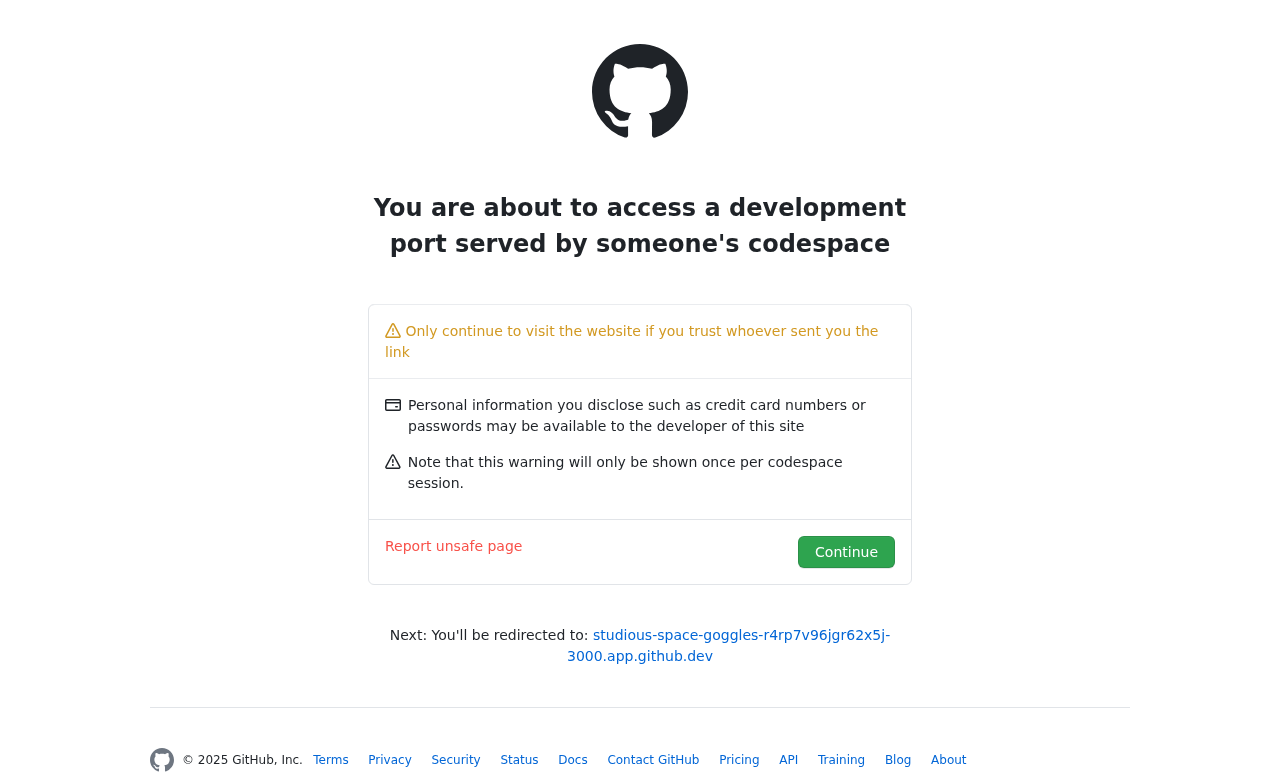 You are about to access a development
port served by someone's codespace
Only continue to visit the website if you trust whoever sent you the
link
Personal information you disclose such as credit card numbers or
passwords may be available to the developer of this site
Note that this warning will only be shown once per codespace
session.
Report unsafe page
Continue
Next: You'll be redirected to: studious-space-goggles-r4rp7v96jgr62x5j-
3000.app.github.dev
© 2025 GitHub, Inc. Terms Privacy Security Status Docs Contact GitHub Pricing API Training Blog About